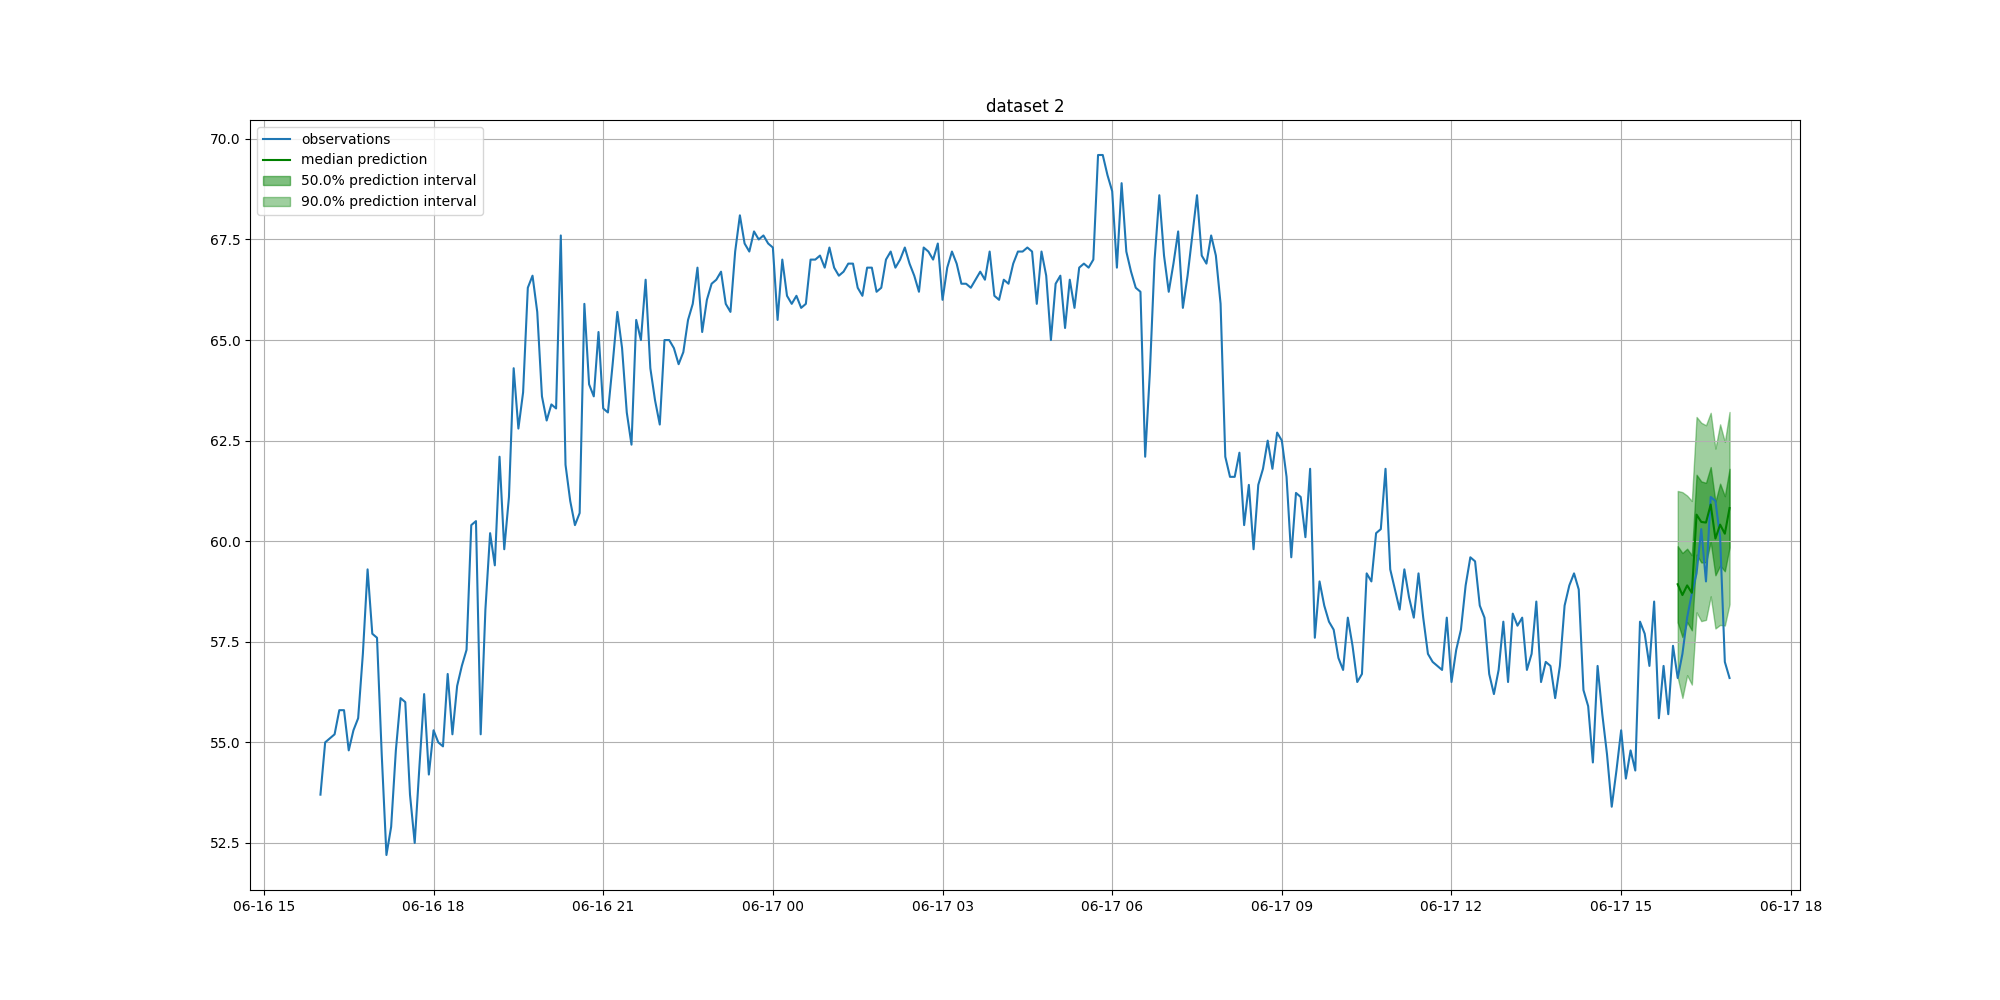 dataset 2
observations
median prediction
50.0% prediction interval
90.0% prediction interval
70.0
67.5
65.0
62.5
60.0
57.5
55.0
52.5
06-16 15 06-16 18 06-16 21 06-17 00 06-17 03 06-17 06 06-17 09 06-17 12 06-17 15 06-17 18